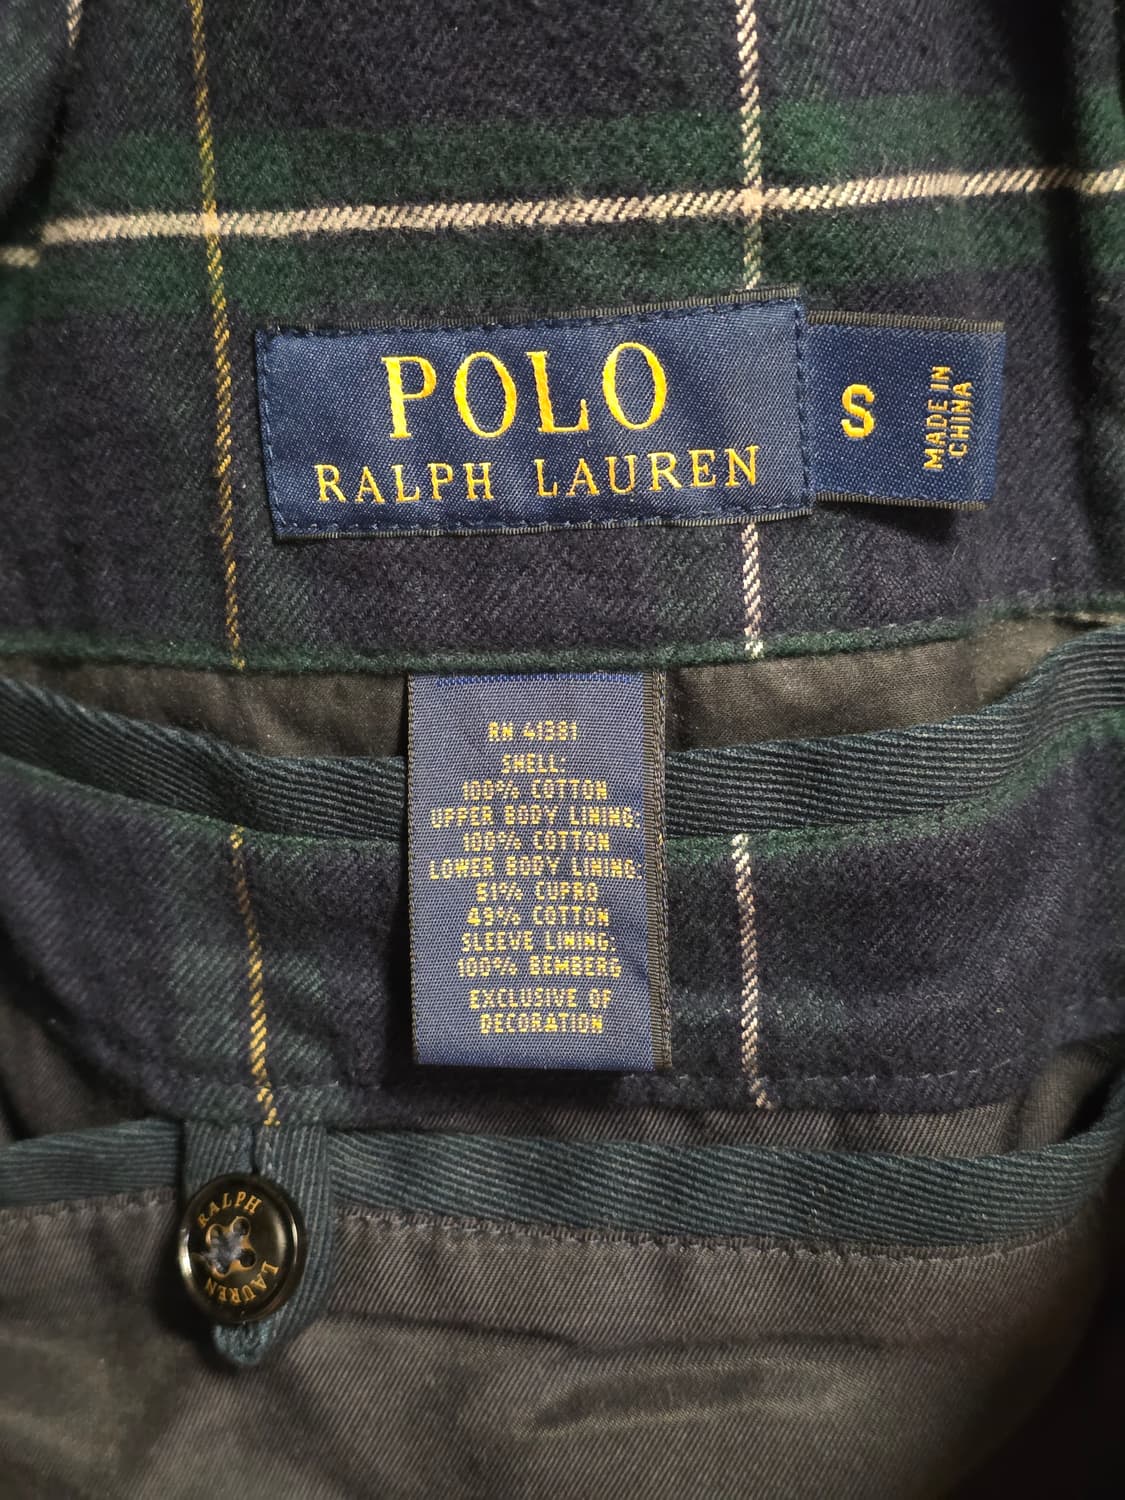 POLO
RALPH LAUREN
S
MADE IN
CHINA
RN 41381
SHELL:
100% COTTON
UPPER BODY LINING:
100% COTTON
LOWER BODY LINING:
51% CUPRO
49% COTTON
SLEEVE LINING:
100% BEMBERG
EXCLUSIVE OF
DECORATION
RALPH
LAUREN